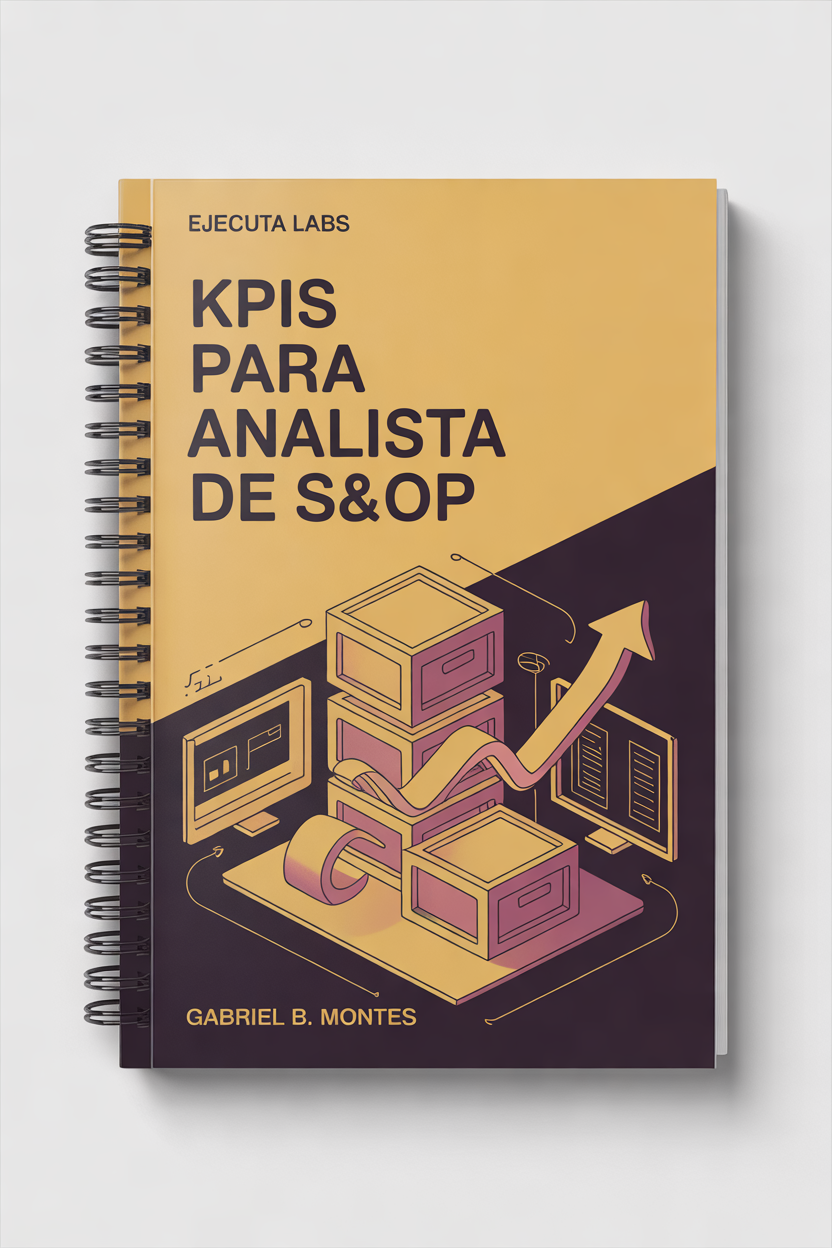 EJECUTA LABS
KPIS
PARA
ANALISTA
DE S&OP
GABRIEL B. MONTES